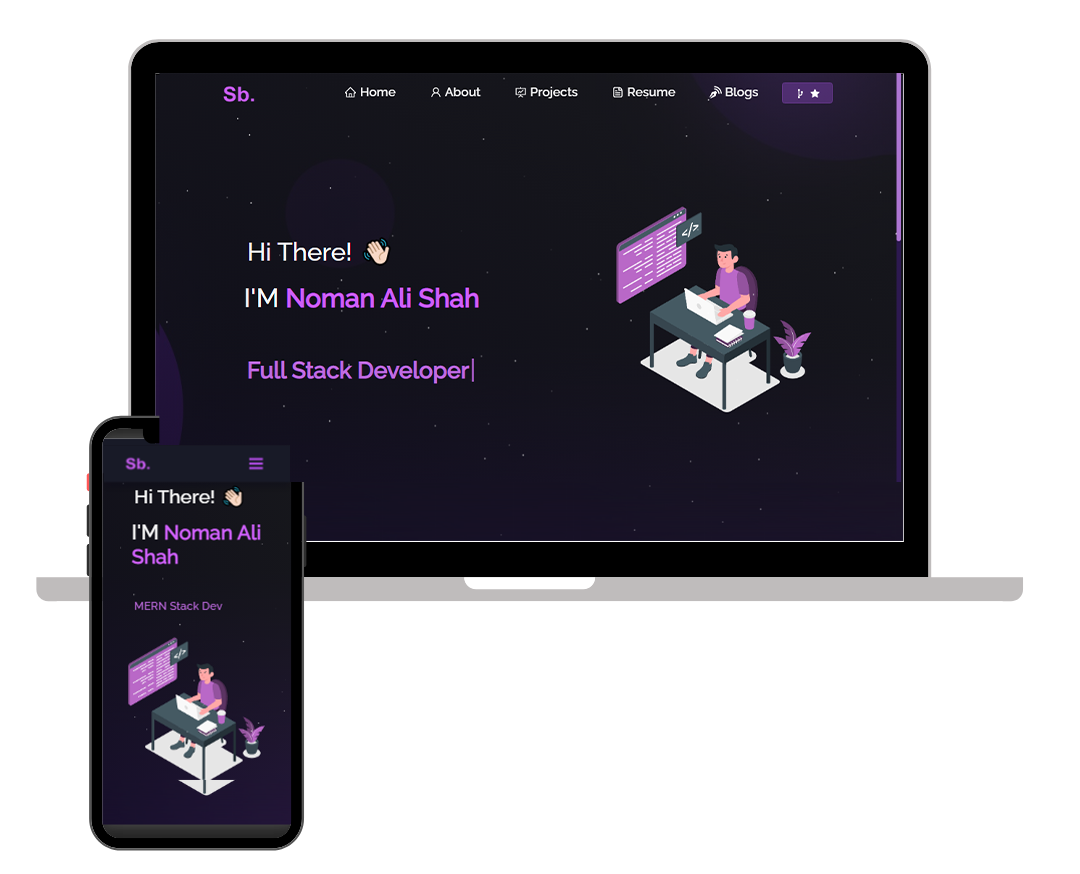 Sb.
Home About Projects Resume Blogs
Hi There! 👋🏻
I'M Noman Ali Shah
Full Stack Developer|
</>
Sb.
Hi There! 👋🏻
I'M Noman Ali
Shah
MERN Stack Dev
</>